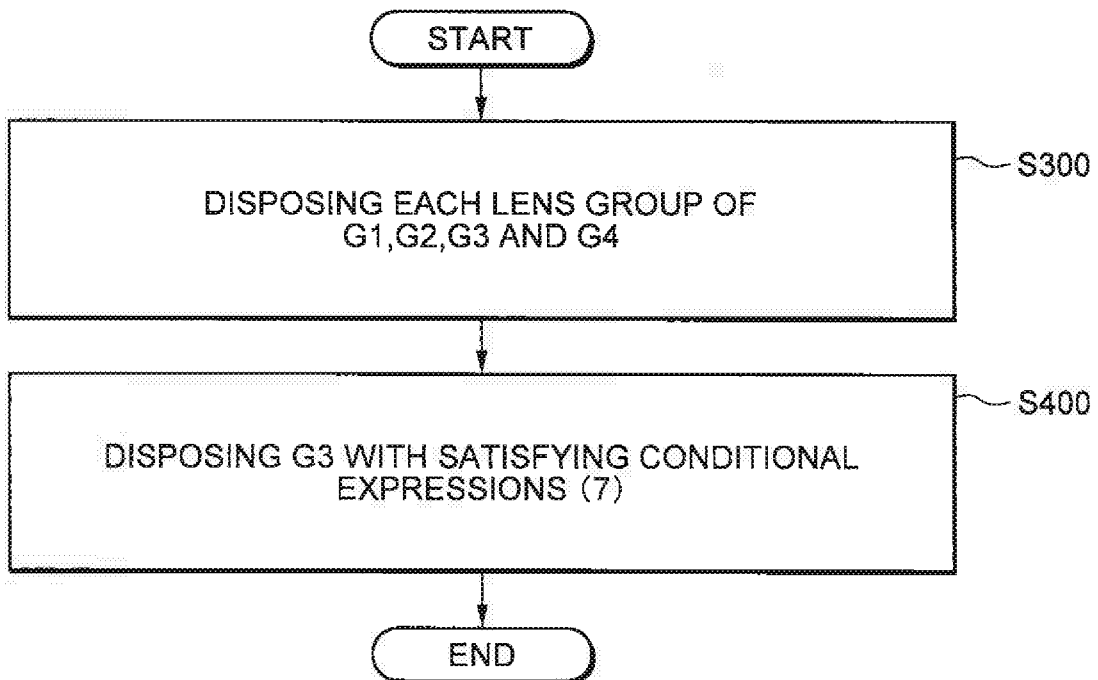 START
DISPOSING EACH LENS GROUP OF
G1,G2,G3 AND G4
S300
DISPOSING G3 WITH SATISFYING CONDITIONAL
EXPRESSIONS (7)
S400
END